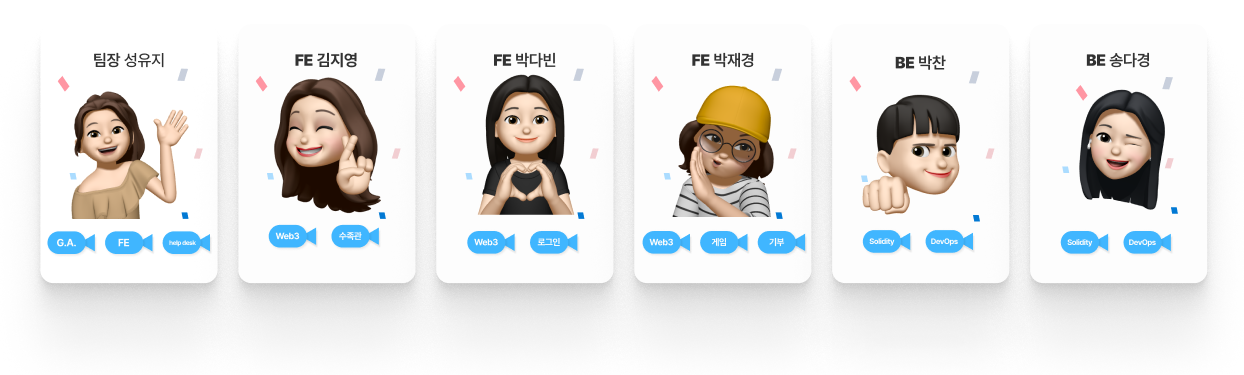 팀장 성유지
G.A. FE help desk
FE 김지영
Web3 수족관
FE 박다빈
Web3 로그인
FE 박재경
Web3 게임 기부
BE 박찬
Solidity DevOps
BE 송다경
Solidity DevOps